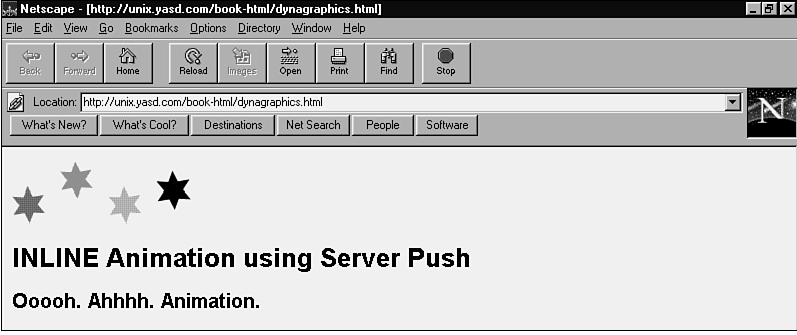 Netscape - [http://unix.yasd.com/book-html/dynagraphics.html]
File Edit View Go Bookmarks Options Directory Window Help
Back Forward Home Reload Images Open Print Find Stop
Location: http://unix.yasd.com/book-html/dynagraphics.html
N
What's New? What's Cool? Destinations Net Search People Software
INLINE Animation using Server Push
Ooooh. Ahhhh. Animation.